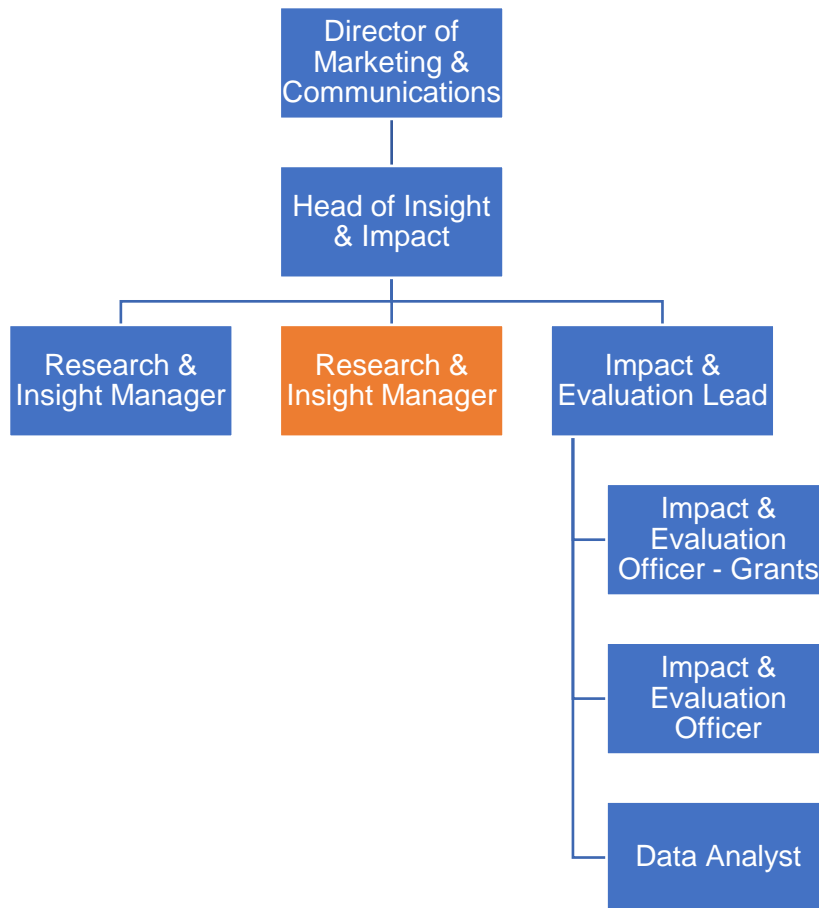 Director of
Marketing &
Communications
Head of Insight
& Impact
Research &
Insight Manager
Research &
Insight Manager
Impact &
Evaluation Lead
Impact &
Evaluation
Officer - Grants
Impact &
Evaluation
Officer
Data Analyst